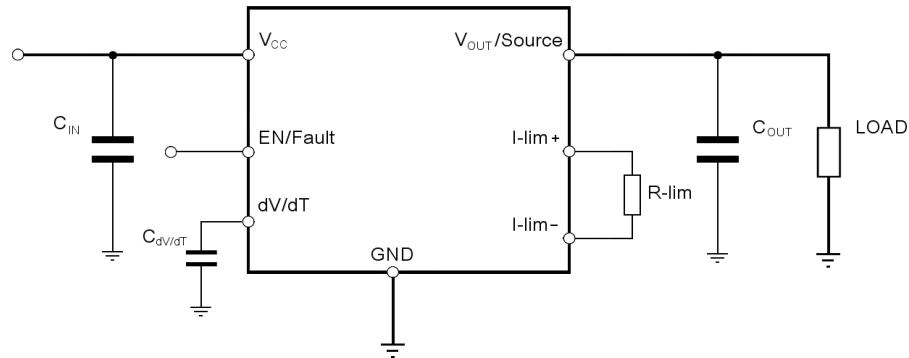 V_CC
V_OUT/Source
C_IN
EN/Fault
I-lim+
C_OUT
LOAD
dV/dT
R-lim
I-lim−
C_dV/dT
GND